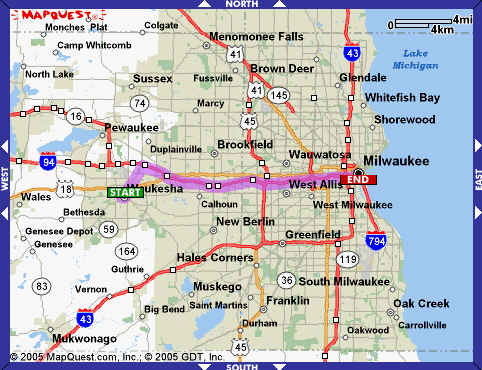 NORTH
MAPQUEST
4mi
4km
Monches Plat
Colgate
Menomonee Falls
Camp Whitcomb
41
43
Lake
Michigan
Fussville
Brown Deer
North Lake
Sussex
Glendale
41
145
74
Marcy
Whitefish Bay
16
45
Shorewood
Pewaukee
Duplainville
Brookfield
Wauwatosa
94
Milwaukee
WEST
EAST
END
18
START
Waukesha
West Allis
Wales
Calhoun
West Milwaukee
Bethesda
New Berlin
Genesee Depot
59
Greenfield
794
Genesee
164
Hales Corners
119
Guthrie
36
83
Vernon
Muskego
South Milwaukee
Saint Martins
Franklin
Oak Creek
43
Big Bend
Carrollville
Durham
Oakwood
Mukwonago
45
© 2005 MapQuest.com, Inc.; © 2005 GDT, Inc.
SOUTH